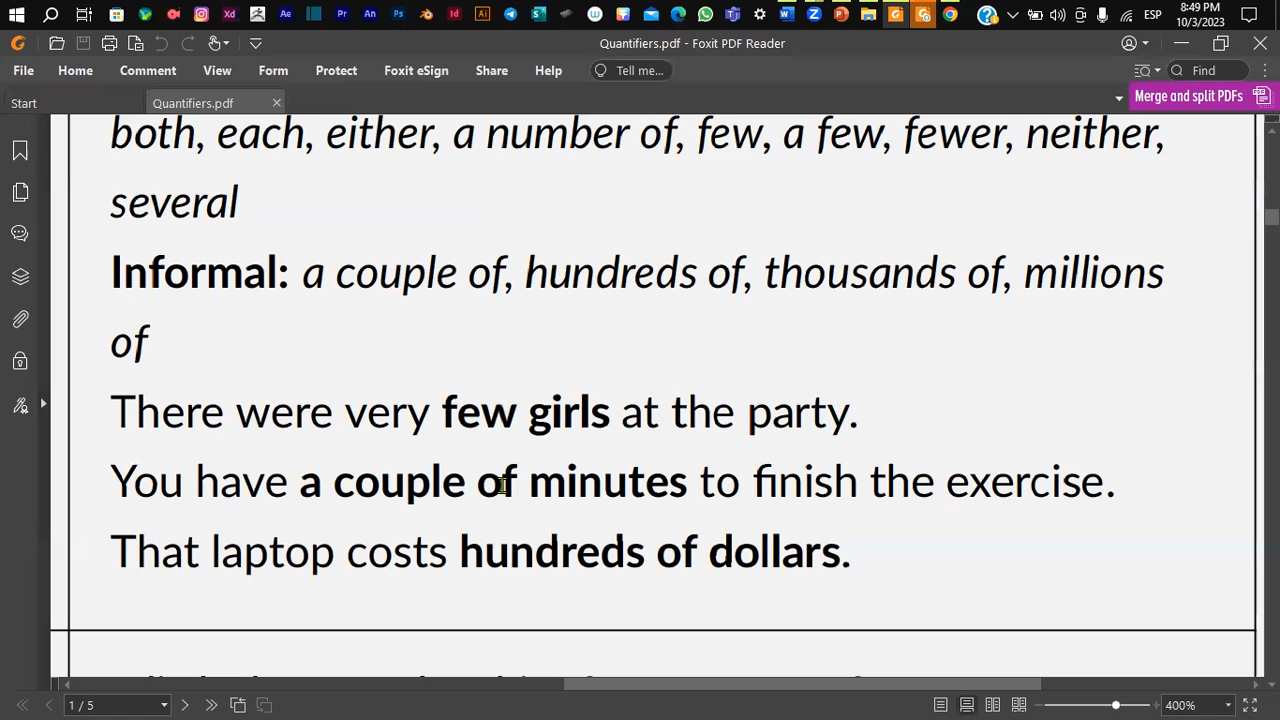 8:49 PM
ESP
10/3/2023
Quantifiers.pdf - Foxit PDF Reader
File Home Comment View Form Protect Foxit eSign Share Help Tell me... Find
Start Quantifiers.pdf Merge and split PDFs
both, each, either, a number of, few, a few, fewer, neither,
several
Informal: a couple of, hundreds of, thousands of, millions
of
There were very few girls at the party.
You have a couple of minutes to finish the exercise.
That laptop costs hundreds of dollars.
1 / 5 400%